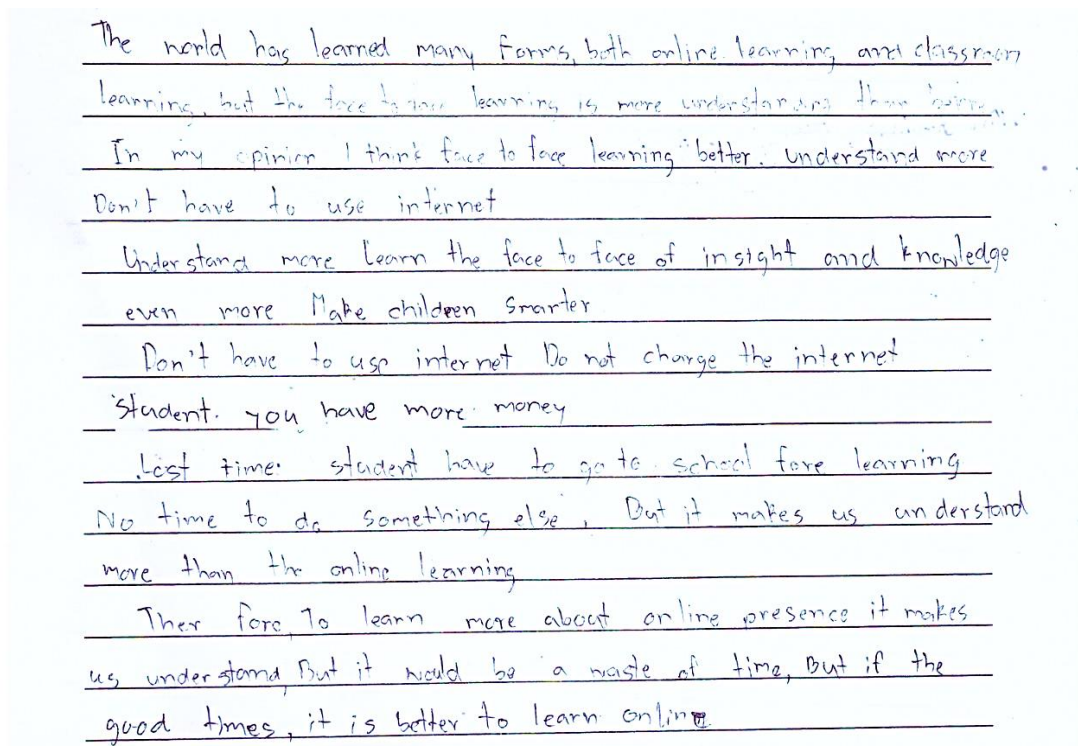 The world has learned many forms, both online learning and classroom
learning, but the face to face learning is more understanding than
In my opinion I think face to face learning better. understand more
Don't have to use internet
Understand more Learn the face to face of insight and knowledge
even more Make children smarter
Don't have to use internet Do not charge the internet
student. you have more money
Lost time. student have to go to school fore learning
No time to do something else, But it makes us understand
more than the online learning
Ther fore, To learn more about online presence it makes
us understand, But it would be a waste of time, But if the
good times, it is better to learn online